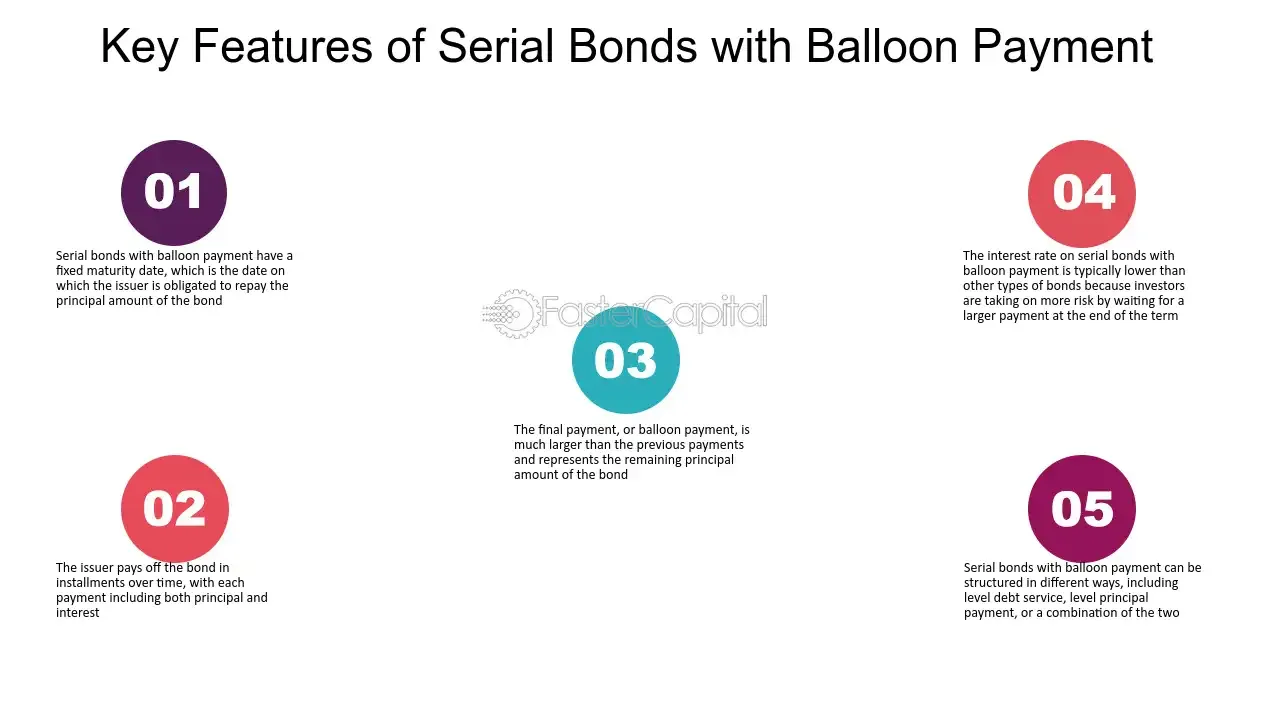 Key Features of Serial Bonds with Balloon Payment
01
Serial bonds with balloon payment have a
fixed maturity date, which is the date on
which the issuer is obligated to repay the
principal amount of the bond
02
The issuer pays off the bond in
installments over time, with each
payment including both principal and
interest
FasterCapital
03
The final payment, or balloon payment, is
much larger than the previous payments
and represents the remaining principal
amount of the bond
04
The interest rate on serial bonds with
balloon payment is typically lower than
other types of bonds because investors
are taking on more risk by waiting for a
larger payment at the end of the term
05
Serial bonds with balloon payment can be
structured in different ways, including
level debt service, level principal
payment, or a combination of the two